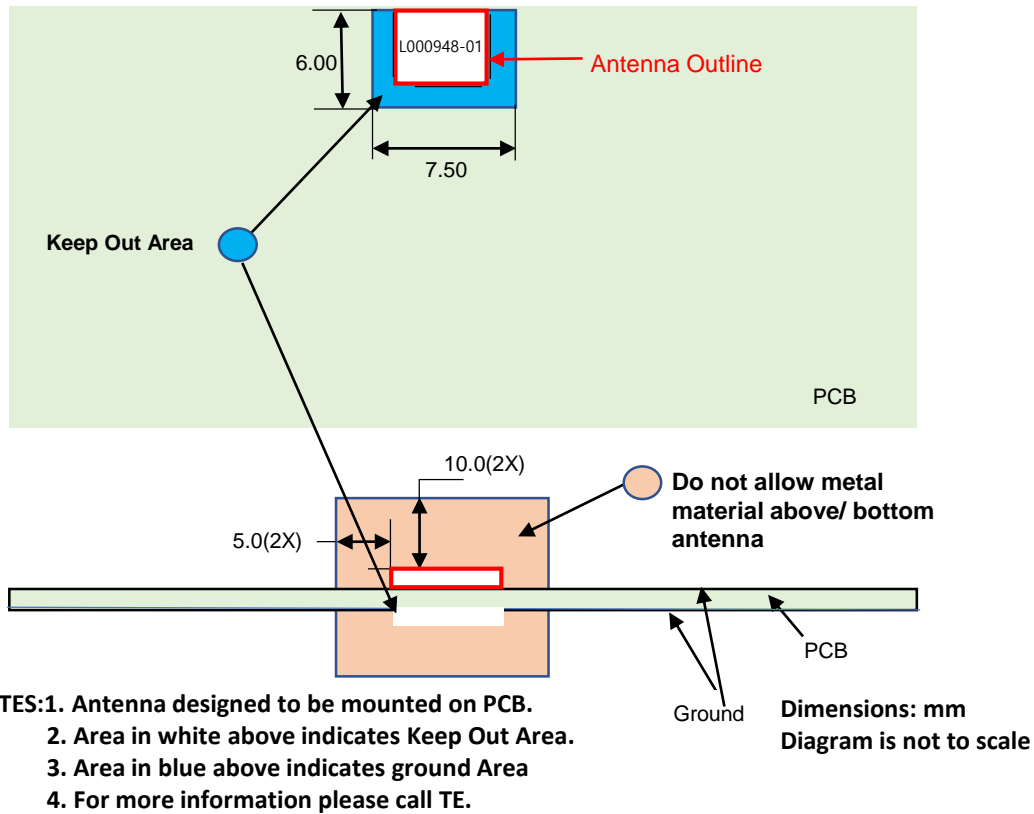 L000948-01
6.00
Antenna Outline
7.50
Keep Out Area
PCB
10.0(2X)
Do not allow metal
material above/ bottom
antenna
5.0(2X)
PCB
Ground
TES:1. Antenna designed to be mounted on PCB.
2. Area in white above indicates Keep Out Area.
3. Area in blue above indicates ground Area
4. For more information please call TE.
Dimensions: mm
Diagram is not to scale